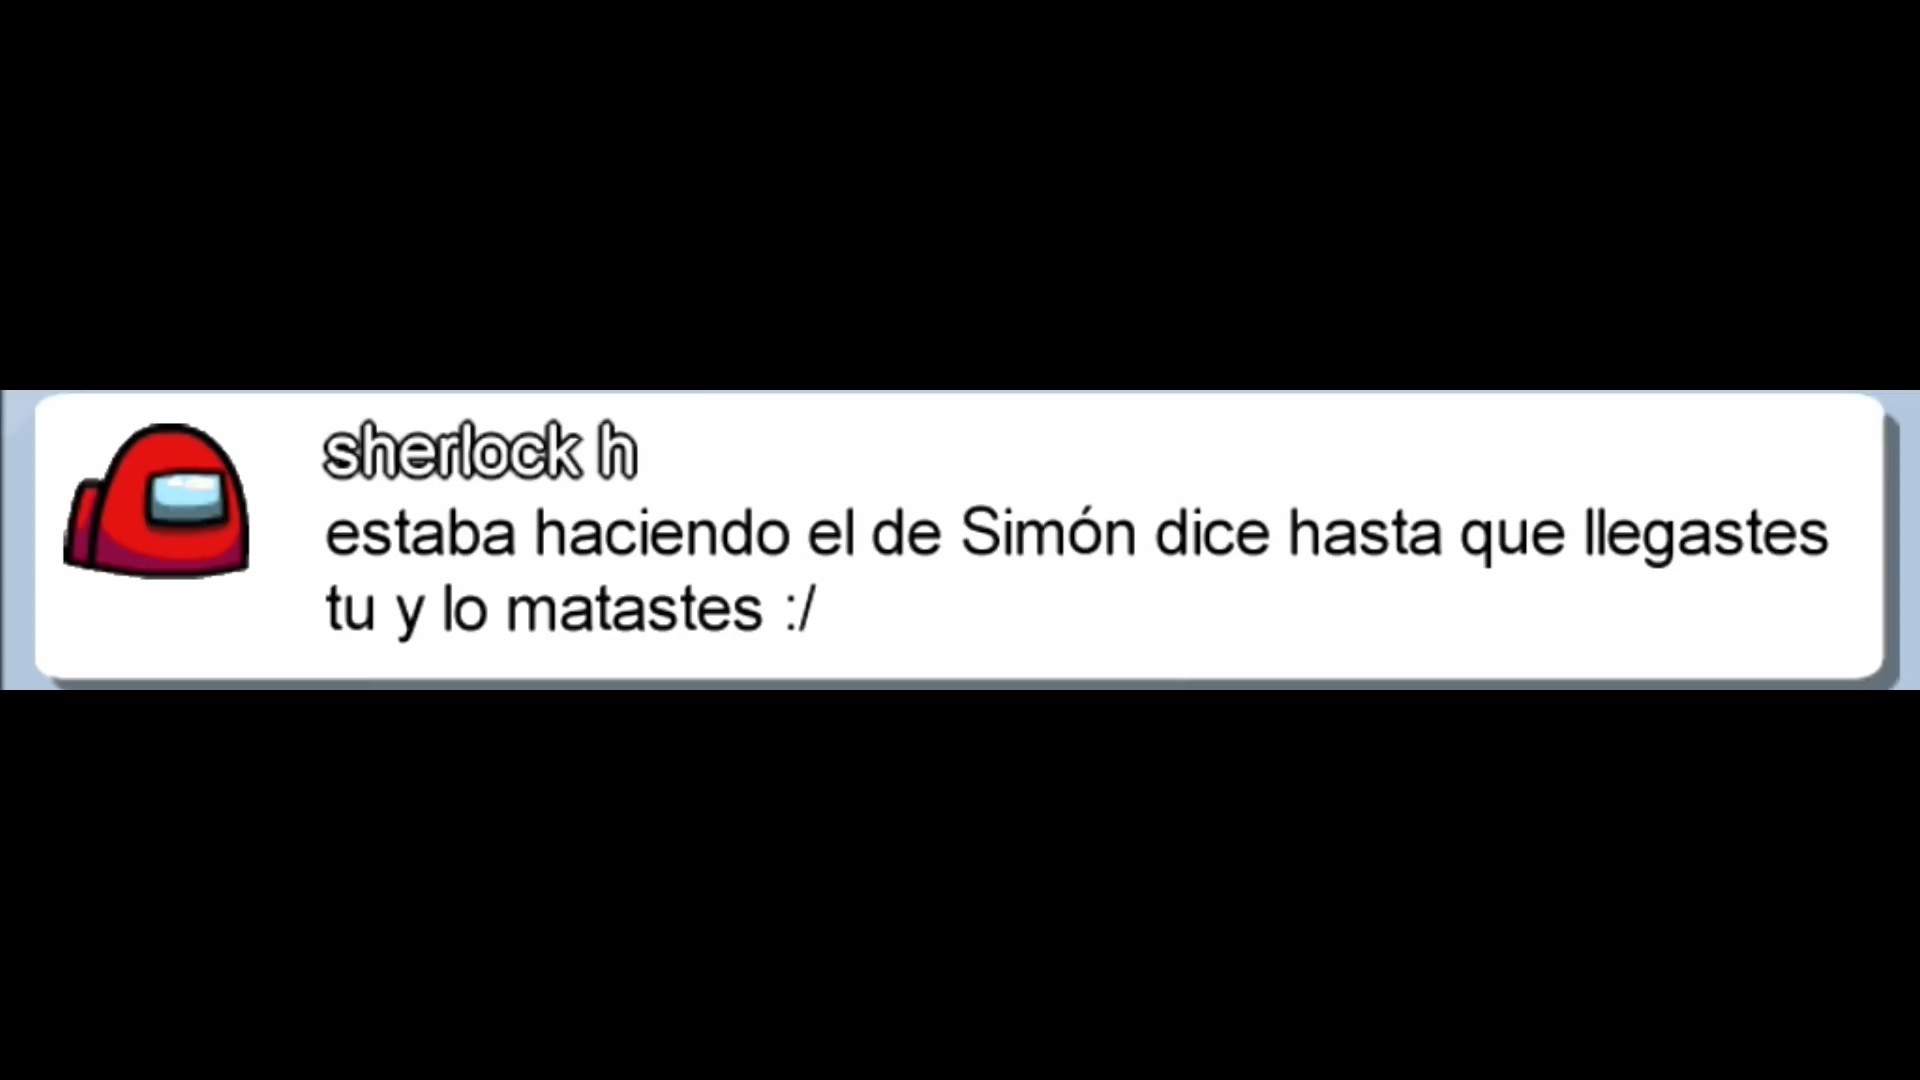 sherlock h
estaba haciendo el de Simón dice hasta que llegastes
tu y lo matastes :/